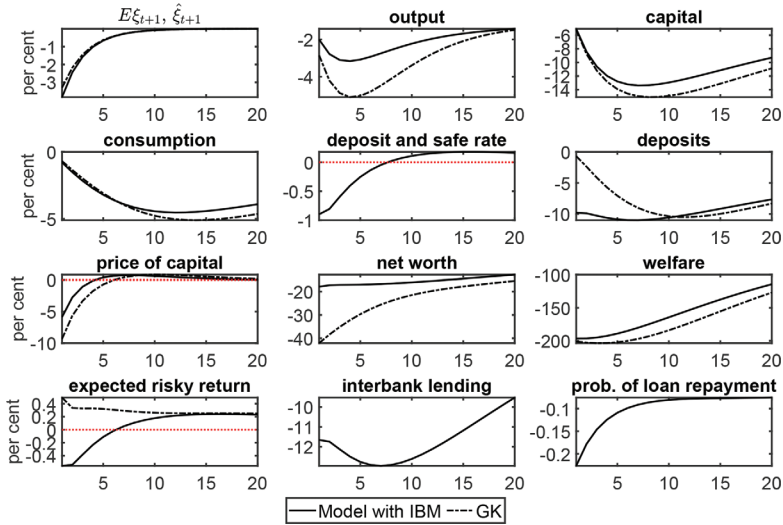 Eξt+1, ξ̂t+1
output
capital
per cent
-1
-2
-3
5 10 15 20
-2
-4
5 10 15 20
-6
-8
-10
-12
-14
5 10 15 20
consumption
deposit and safe rate
deposits
per cent
0
-5
5 10 15 20
0
-0.5
-1
5 10 15 20
0
-5
-10
5 10 15 20
price of capital
net worth
welfare
per cent
0
-5
-10
5 10 15 20
-20
-30
-40
5 10 15 20
-100
-150
-200
5 10 15 20
expected risky return
interbank lending
prob. of loan repayment
per cent
0.4
0.2
0
-0.2
-0.4
5 10 15 20
-10
-11
-12
5 10 15 20
-0.1
-0.15
-0.2
5 10 15 20
Model with IBM GK